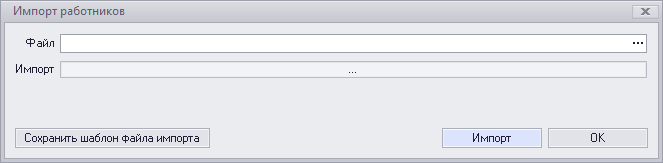 Импорт работников
Файл ...
Импорт ...
Сохранить шаблон файла импорта Импорт OK